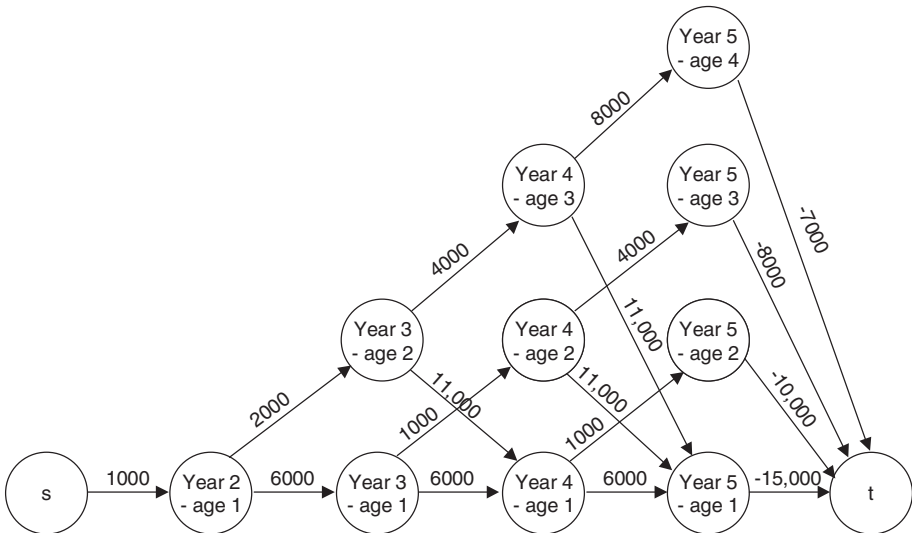 Year 5
- age 4
8000
Year 4
- age 3
Year 5
- age 3
-7000
4000
4000
-8000
11,000
Year 3
- age 2
Year 4
- age 2
Year 5
- age 2
2000
11,000
1000
11,000
1000
-10,000
s
1000
Year 2
- age 1
6000
Year 3
- age 1
6000
Year 4
- age 1
6000
Year 5
- age 1
-15,000
t